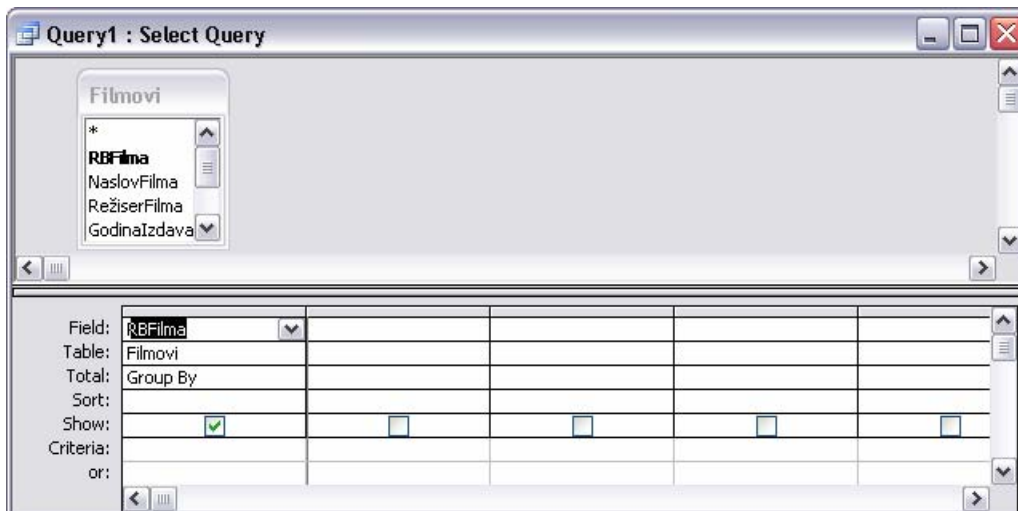 Query1 : Select Query
Filmovi
*
RBFilma
NaslovFilma
RežiserFilma
GodinaIzdava
Field: RBFilma
Table: Filmovi
Total: Group By
Sort:
Show:
Criteria:
or: